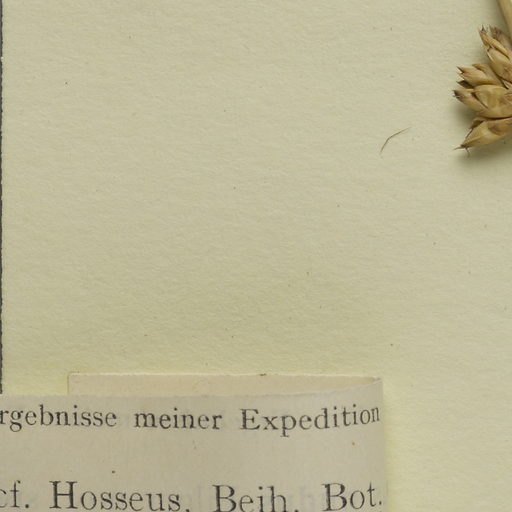 rgebnisse meiner Expedition
cf. Hosseus, Beih. Bot.